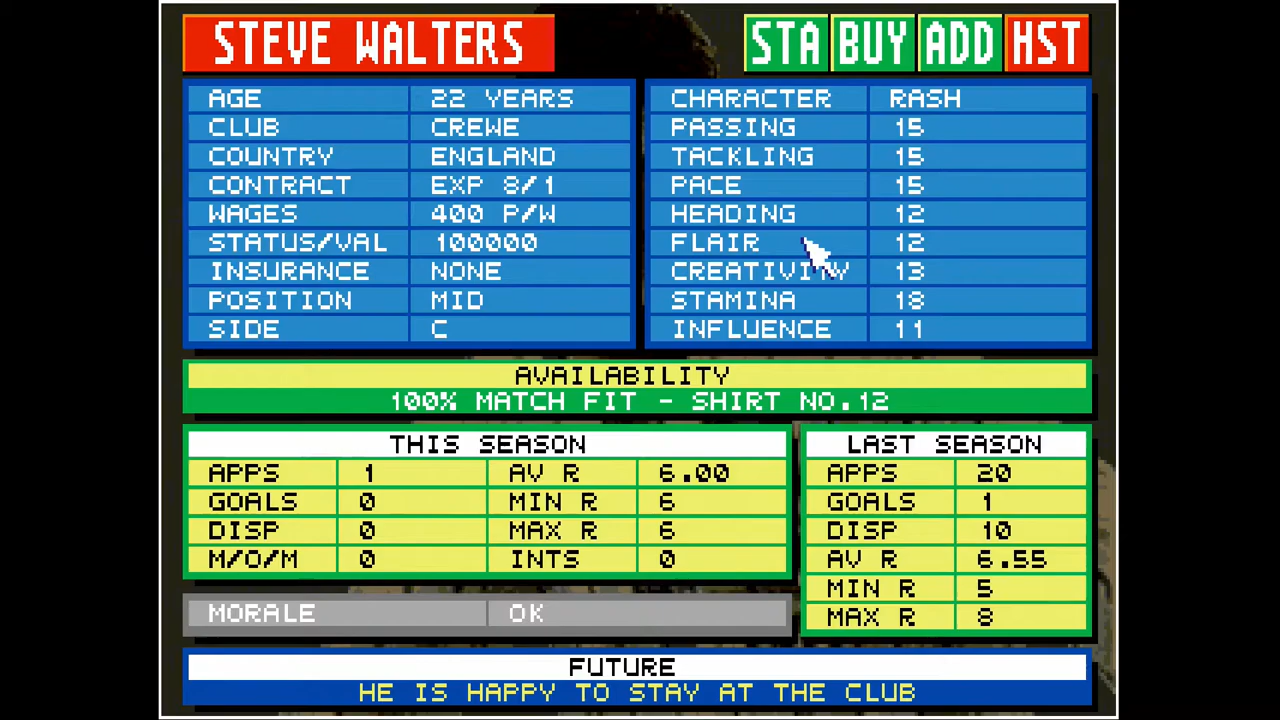 STEVE WALTERS STA BUY ADD HST
AGE 22 YEARS
CLUB CREWE
COUNTRY ENGLAND
CONTRACT EXP 8/1
WAGES 400 P/W
STATUS/VAL 100000
INSURANCE NONE
POSITION MID
SIDE C
CHARACTER RASH
PASSING 15
TACKLING 15
PACE 15
HEADING 12
FLAIR 12
CREATIVITY 13
STAMINA 18
INFLUENCE 11
AVAILABILITY
100% MATCH FIT - SHIRT NO.12
THIS SEASON
APPS 1 AV R 6.00
GOALS 0 MIN R 6
DISP 0 MAX R 6
M/O/M 0 INTS 0
MORALE OK
LAST SEASON
APPS 20
GOALS 1
DISP 10
AV R 6.55
MIN R 5
MAX R 8
FUTURE
HE IS HAPPY TO STAY AT THE CLUB